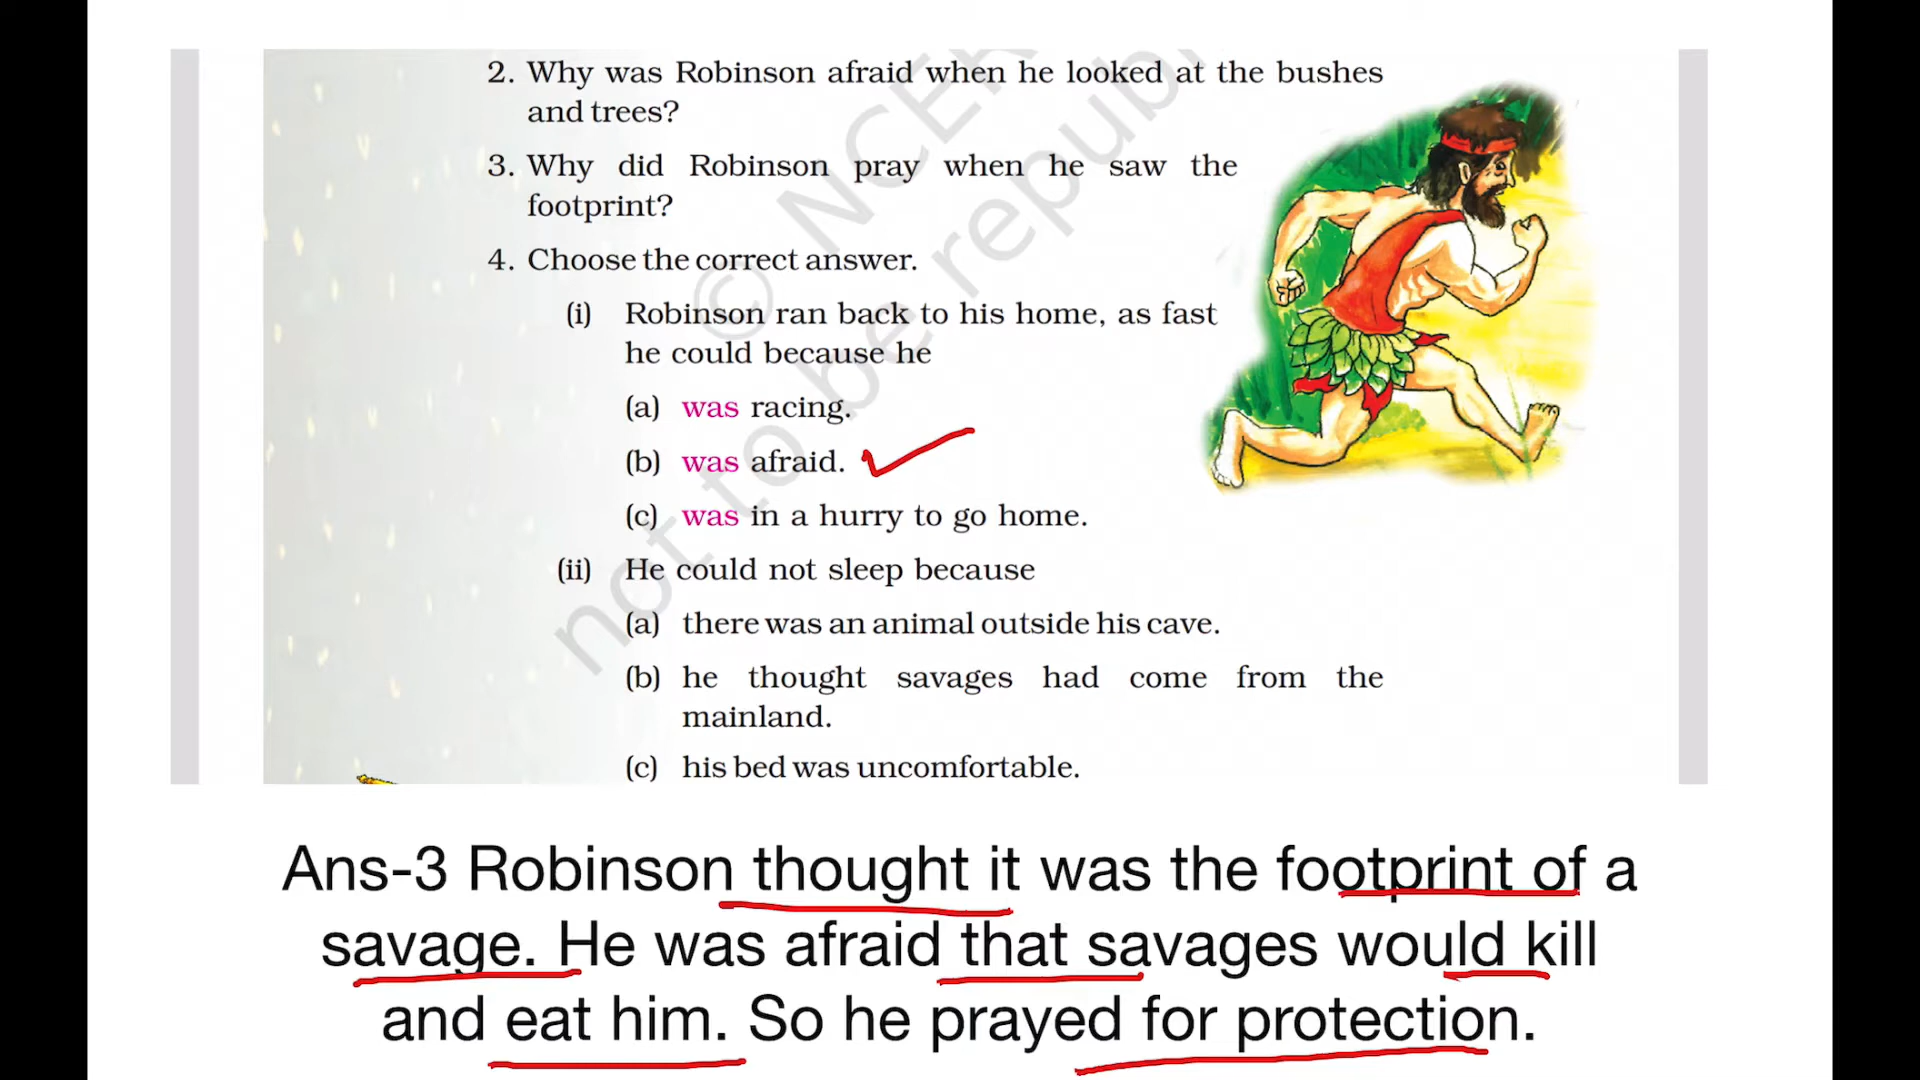 2. Why was Robinson afraid when he looked at the bushes
and trees?
3. Why did Robinson pray when he saw the
footprint?
4. Choose the correct answer.
(i) Robinson ran back to his home, as fast
he could because he
(a) was racing.
(b) was afraid.
(c) was in a hurry to go home.
(ii) He could not sleep because
(a) there was an animal outside his cave.
(b) he thought savages had come from the
mainland.
(c) his bed was uncomfortable.
© NCER
not to be republ
Ans-3 Robinson thought it was the footprint of a
savage. He was afraid that savages would kill
and eat him. So he prayed for protection.